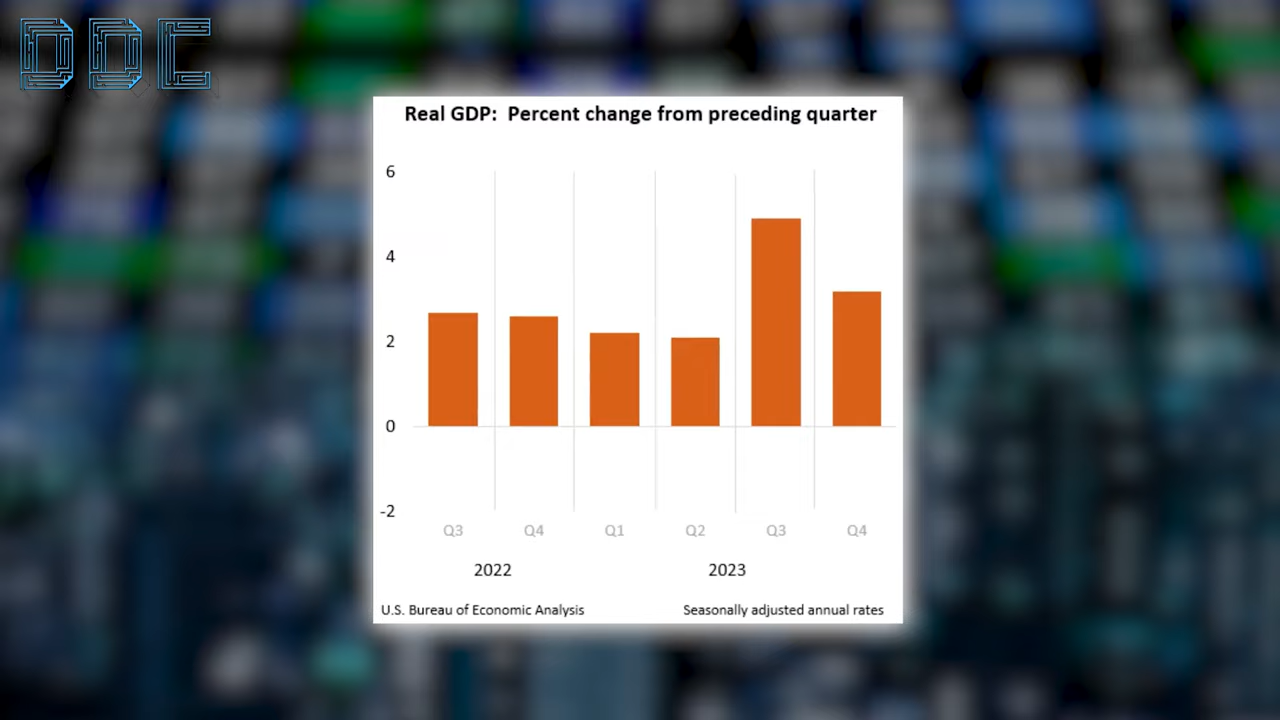 DDC
Real GDP:  Percent change from preceding quarter
6
4
2
0
-2
Q3 Q4 Q1 Q2 Q3 Q4
2022 2023
U.S. Bureau of Economic Analysis Seasonally adjusted annual rates